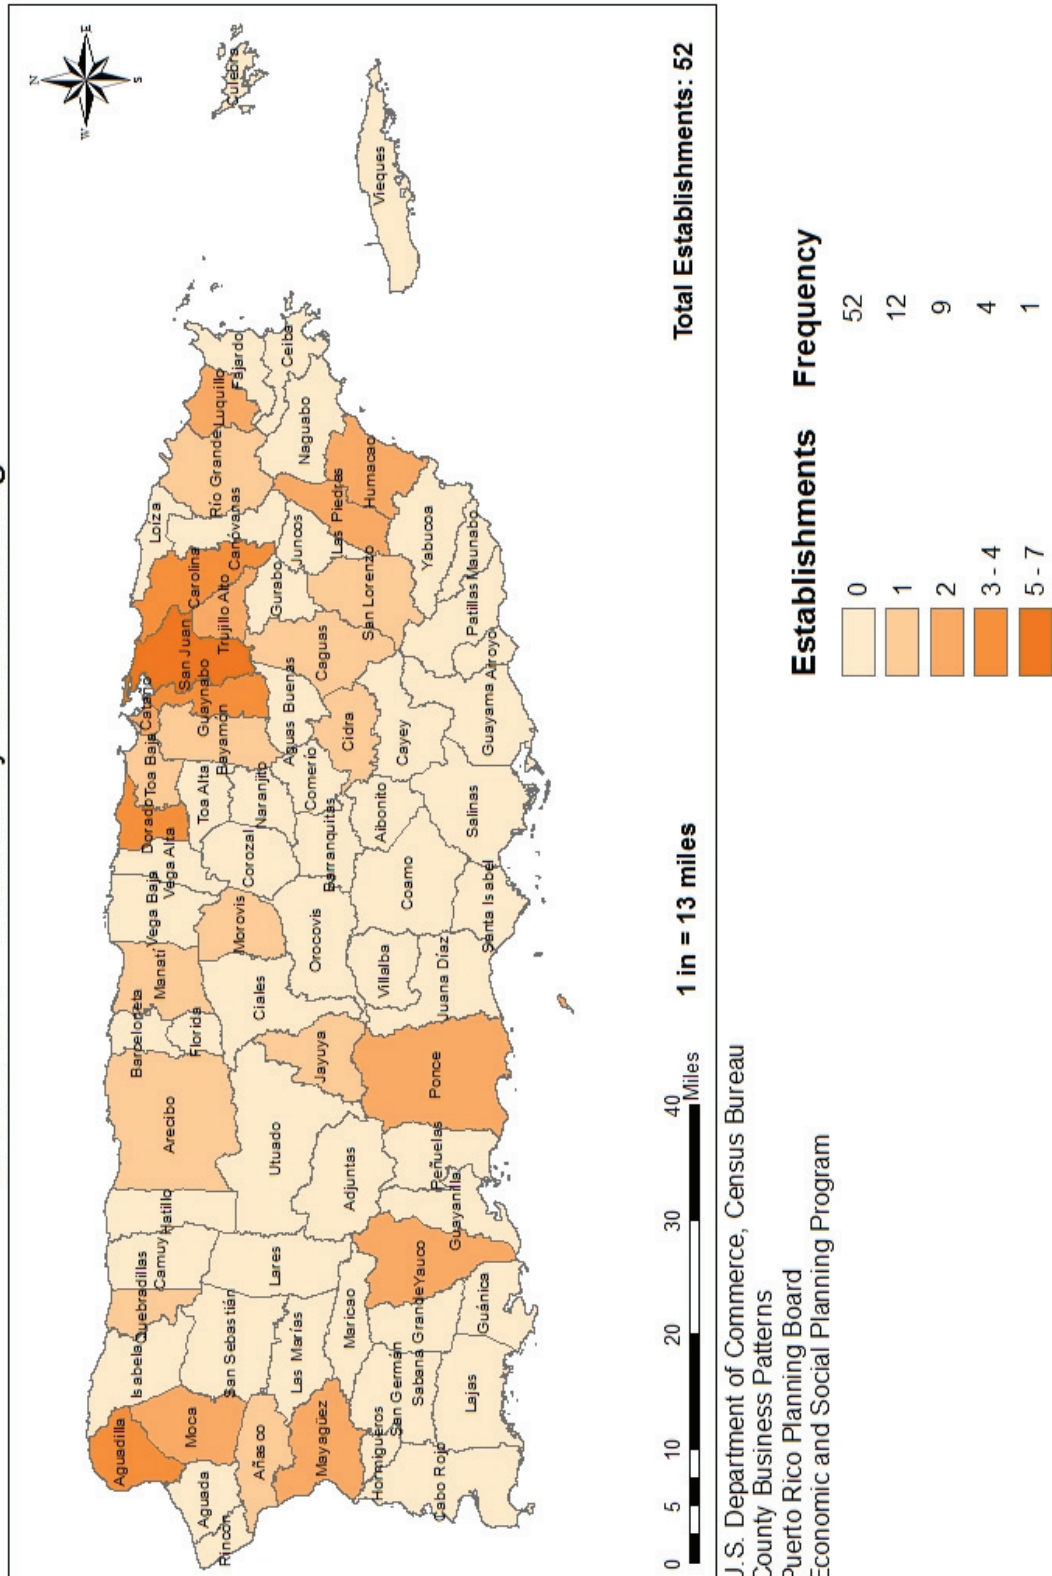 N
W
E
S
Culebra
Vieques
Fajardo
Ceiba
Luquillo
Naguabo
Río Grande
Humacao
Las Piedras
Loíza
Canóvanas
Juncos
Yabucoa
Maunabo
Carolina
Trujillo Alto
Gurabo
San Lorenzo
Patillas
San Juan
Guaynabo
Caguas
Arroyo
Cataño
Bayamón
Aguas Buenas
Cidra
Cayey
Guayama
Toa Baja
Toa Alta
Naranjito
Comerío
Aibonito
Salinas
Dorado
Vega Alta
Corozal
Barranquitas
Coamo
Santa Isabel
Vega Baja
Morovis
Orocovis
Villalba
Juana Díaz
Manatí
Ciales
Barceloneta
Florida
Jayuya
Ponce
Arecibo
Utuado
Adjuntas
Peñuelas
Guayanilla
Hatillo
Camuy
Quebradillas
Lares
Yauco
Isabela
San Sebastián
Las Marías
Maricao
Sabana Grande
Guánica
San Germán
Lajas
Aguadilla
Moca
Añasco
Mayagüez
Hormigueros
Cabo Rojo
Aguada
Rincón
0 5 10 20 30 40
Miles
1 in = 13 miles
Total Establishments: 52
U.S. Department of Commerce, Census Bureau
County Business Patterns
Puerto Rico Planning Board
Economic and Social Planning Program
Establishments Frequency
0 52
1 12
2 9
3 - 4 4
5 - 7 1